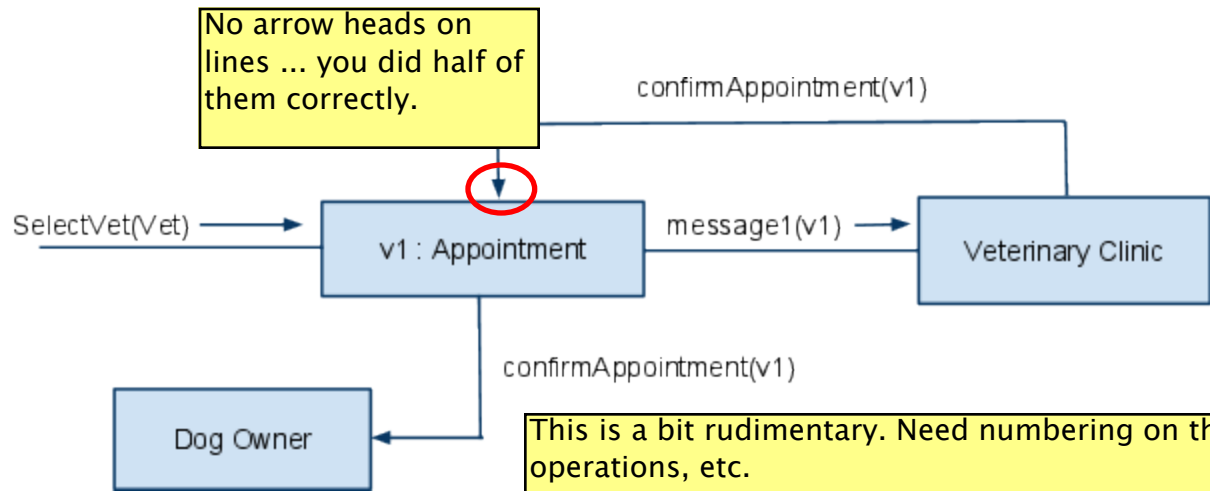 No arrow heads on
lines ... you did half of
them correctly.
confirmAppointment(v1)
SelectVet(Vet)
v1 : Appointment
message1(v1)
Veterinary Clinic
confirmAppointment(v1)
Dog Owner
This is a bit rudimentary. Need numbering on
operations, etc.